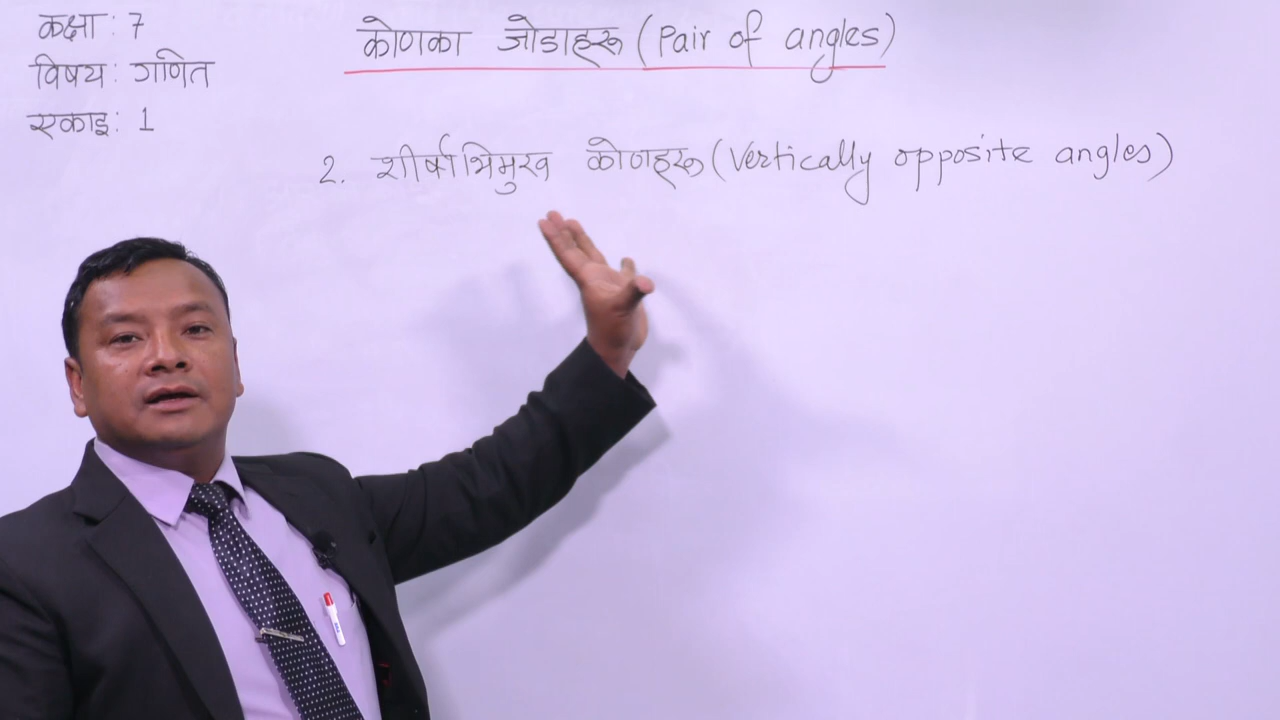 कक्षा : 7
विषय : गणित
एकाइ : 1
कोणका जोडाहरू (Pair of angles)
2. शीर्षाभिमुख कोणहरू (Vertically opposite angles)